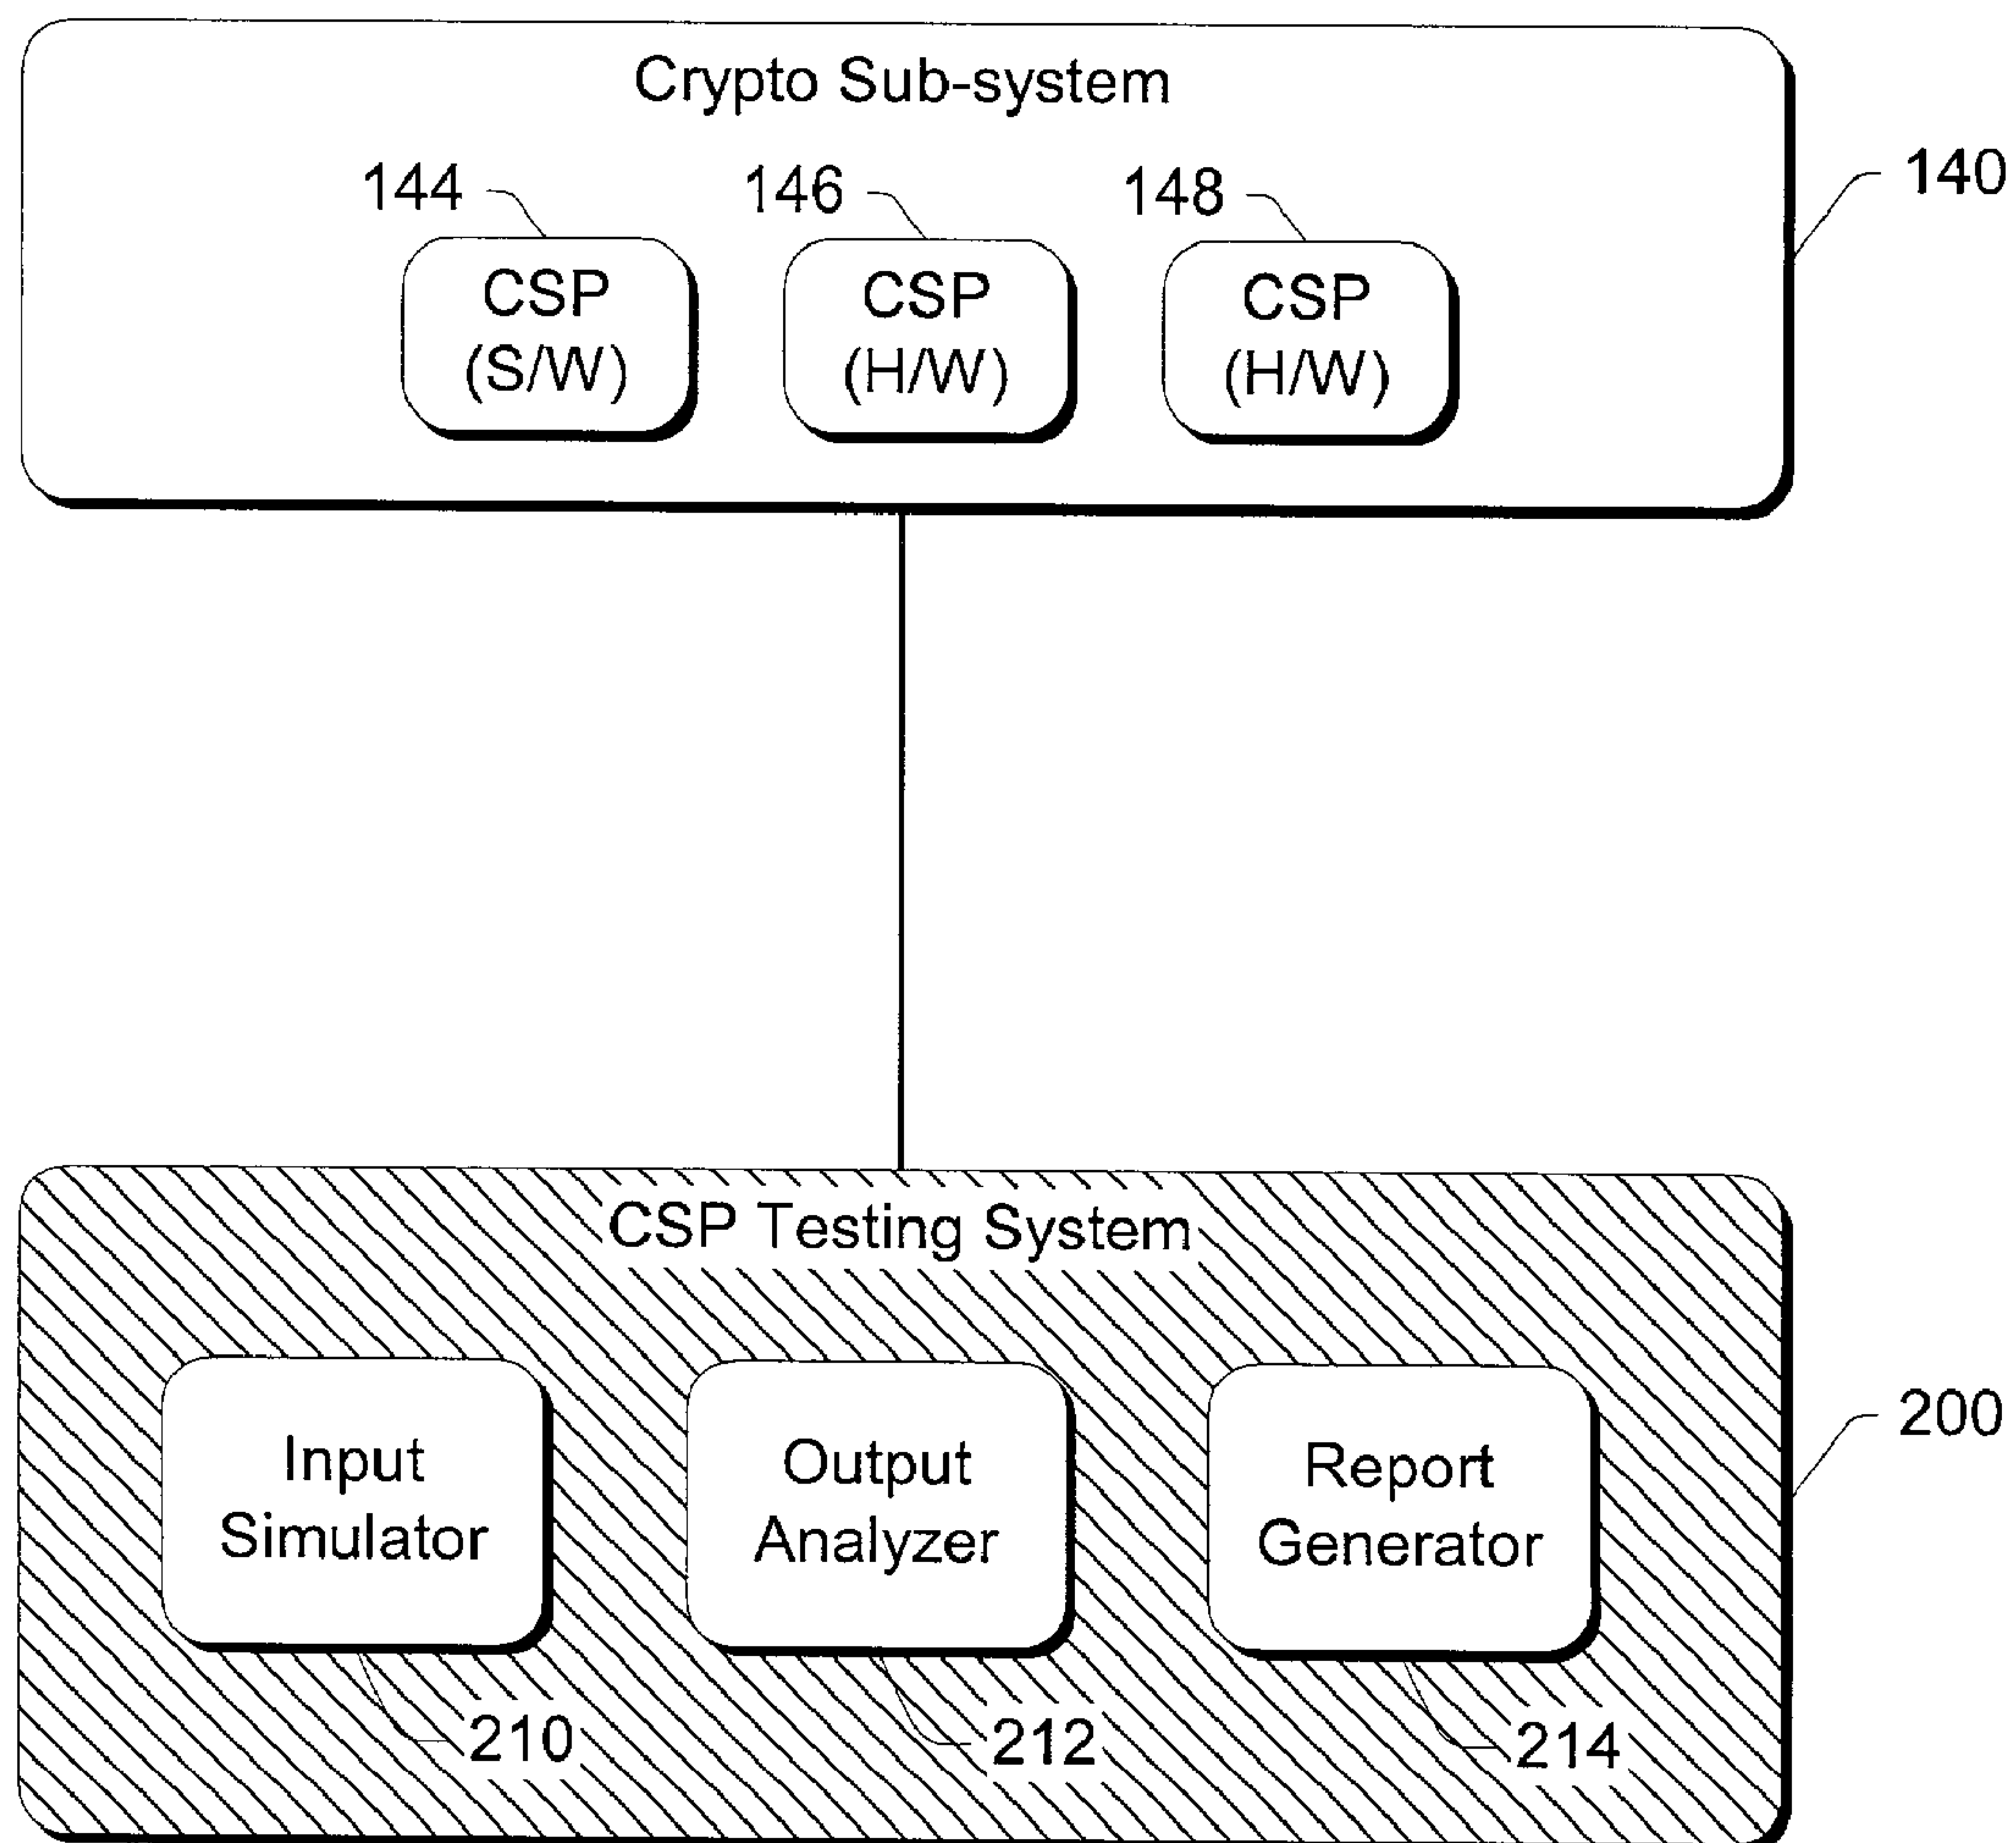 Crypto Sub-system
144
146
148
140
CSP
(S/W)
CSP
(H/W)
CSP
(H/W)
CSP Testing System
200
Input
Simulator
Output
Analyzer
Report
Generator
210
212
214